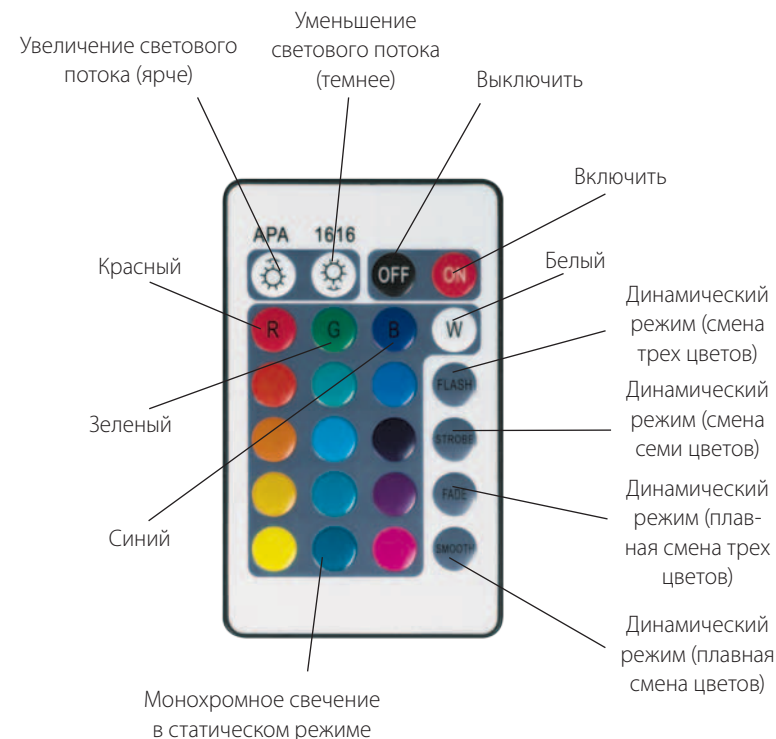 Уменьшение
светового потока
(темнее)
Увеличение светового
потока (ярче)
Выключить
Включить
APA 1616
OFF ON
Красный
Белый
R G B W
Динамический
режим (смена
трех цветов)
FLASH
Динамический
режим (смена
семи цветов)
STROBE
Зеленый
Динамический
режим (плав-
ная смена трех
цветов)
FADE
Синий
SMOOTH
Динамический
режим (плавная
смена цветов)
Монохромное свечение
в статическом режиме